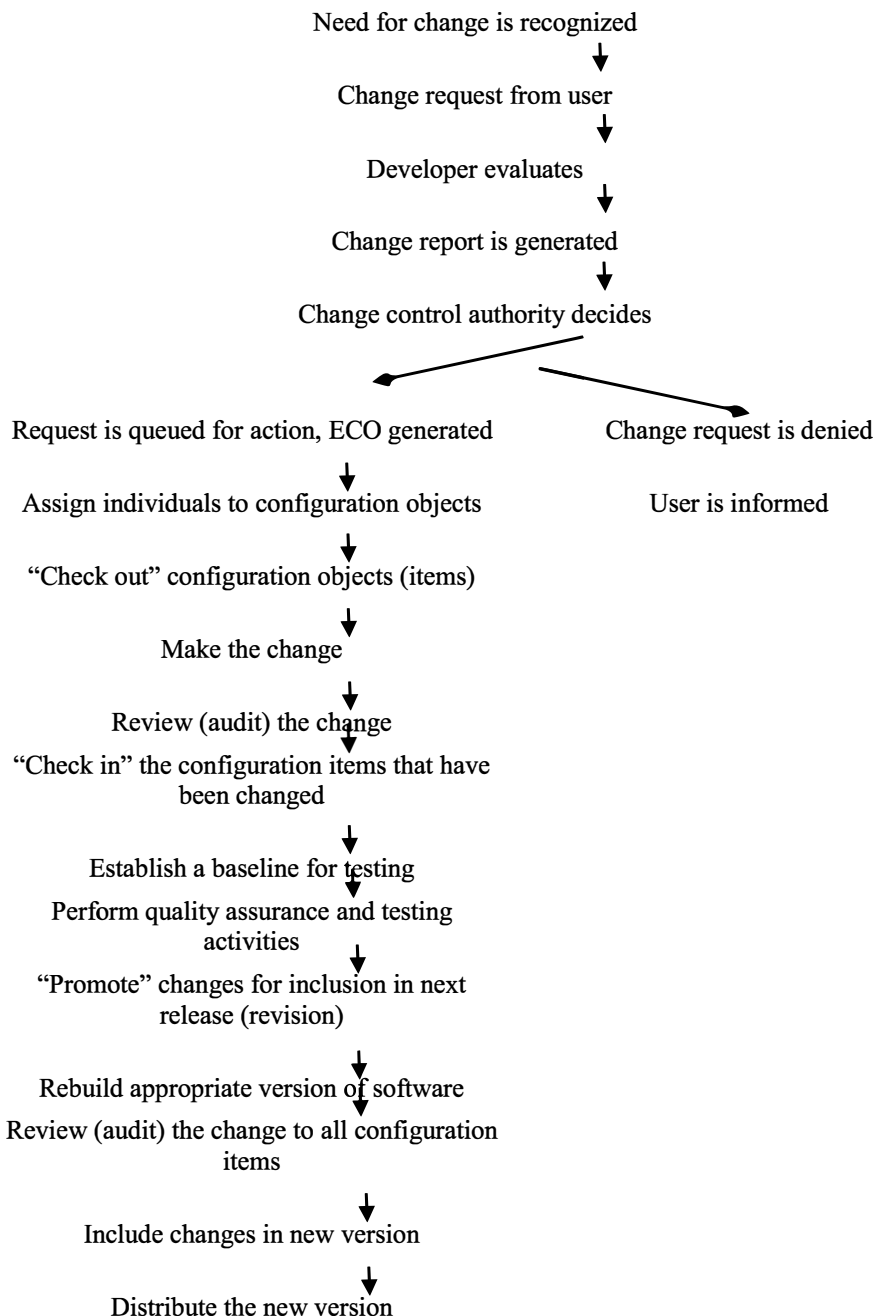 Need for change is recognized
Change request from user
Developer evaluates
Change report is generated
Change control authority decides
Request is queued for action, ECO generated
Change request is denied
Assign individuals to configuration objects
User is informed
“Check out” configuration objects (items)
Make the change
Review (audit) the change
“Check in” the configuration items that have
been changed
Establish a baseline for testing
Perform quality assurance and testing
activities
“Promote” changes for inclusion in next
release (revision)
Rebuild appropriate version of software
Review (audit) the change to all configuration
items
Include changes in new version
Distribute the new version